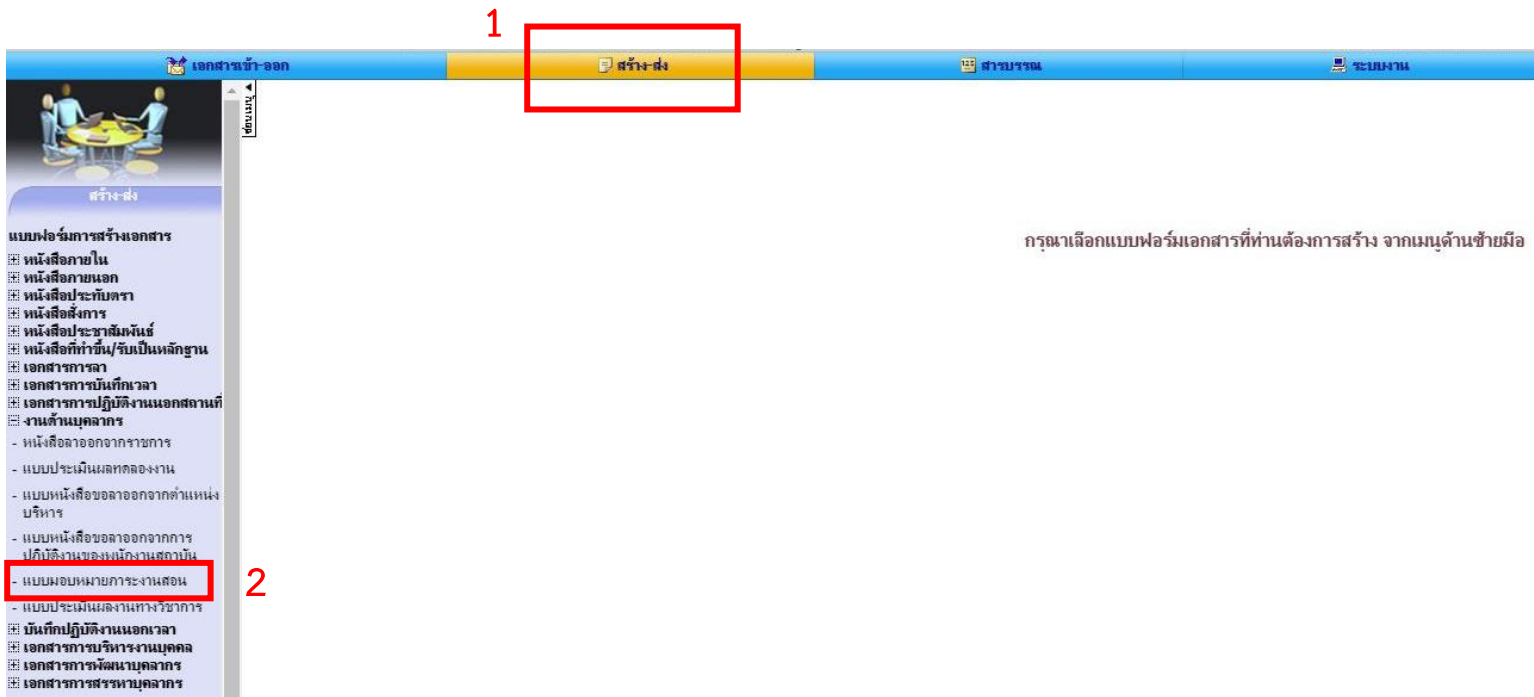 1
เอกสารเข้า-ออก
สร้าง-ส่ง
สารบรรณ
ระบบงาน
ซ่อนเมนู
สร้าง-ส่ง
กรุณาเลือกแบบฟอร์มเอกสารที่ท่านต้องการสร้าง จากเมนูด้านซ้ายมือ
แบบฟอร์มการสร้างเอกสาร
หนังสือภายใน
หนังสือภายนอก
หนังสือประทับตรา
หนังสือสั่งการ
หนังสือประชาสัมพันธ์
หนังสือที่ทำขึ้น/รับเป็นหลักฐาน
เอกสารการลา
เอกสารการบันทึกเวลา
เอกสารการปฏิบัติงานนอกสถานที่
งานด้านบุคลากร
- หนังสือลาออกจากราชการ
- แบบประเมินผลทดลองงาน
- แบบหนังสือขอลาออกจากตำแหน่ง
บริหาร
- แบบหนังสือขอลาออกจากการ
ปฏิบัติงานของพนักงานสถาบัน
- แบบมอบหมายภาระงานสอน
2
- แบบประเมินผลงานทางวิชาการ
บันทึกปฏิบัติงานนอกเวลา
เอกสารการบริหารงานบุคคล
เอกสารการพัฒนาบุคลากร
เอกสารการสรรหาบุคลากร